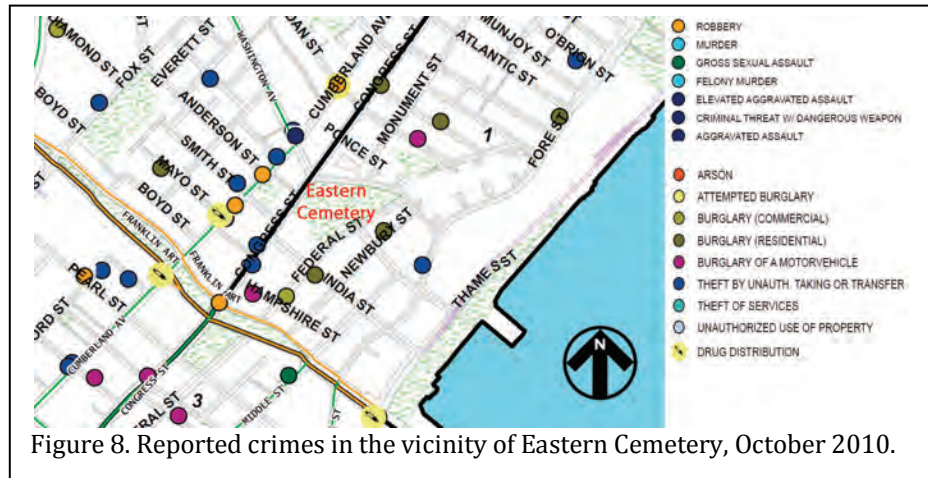 DIAMOND ST
FOX ST
EVERETT ST
WASHINGTON AV
CUMBERLAND AV
CONGRESS ST
MUNJOY ST
ATLANTIC ST
O'BRIGN ST
BOYD ST
ANDERSON ST
SMITH ST
MAYO ST
BOYD ST
PONCE ST
MONUMENT ST
1
FORE ST
Eastern
Cemetery
CONGRESS ST
FRANKLIN ART
FRANKLIN ART
FEDERAL ST
NEWBURY ST
INDIA ST
HAMPSHIRE ST
THAMES ST
PEARL ST
CUMBERLAND AV
CONGRESS ST
3
MIDDLE ST
ST
N
ROBBERY
MURDER
GROSS SEXUAL ASSAULT
FELONY MURDER
ELEVATED AGGRAVATED ASSAULT
CRIMINAL THREAT W/ DANGEROUS WEAPON
AGGRAVATED ASSAULT
ARSON
ATTEMPTED BURGLARY
BURGLARY (COMMERCIAL)
BURGLARY (RESIDENTIAL)
BURGLARY OF A MOTORVEHICLE
THEFT BY UNAUTH. TAKING OR TRANSFER
THEFT OF SERVICES
UNAUTHORIZED USE OF PROPERTY
DRUG DISTRIBUTION
Figure 8. Reported crimes in the vicinity of Eastern Cemetery, October 2010.